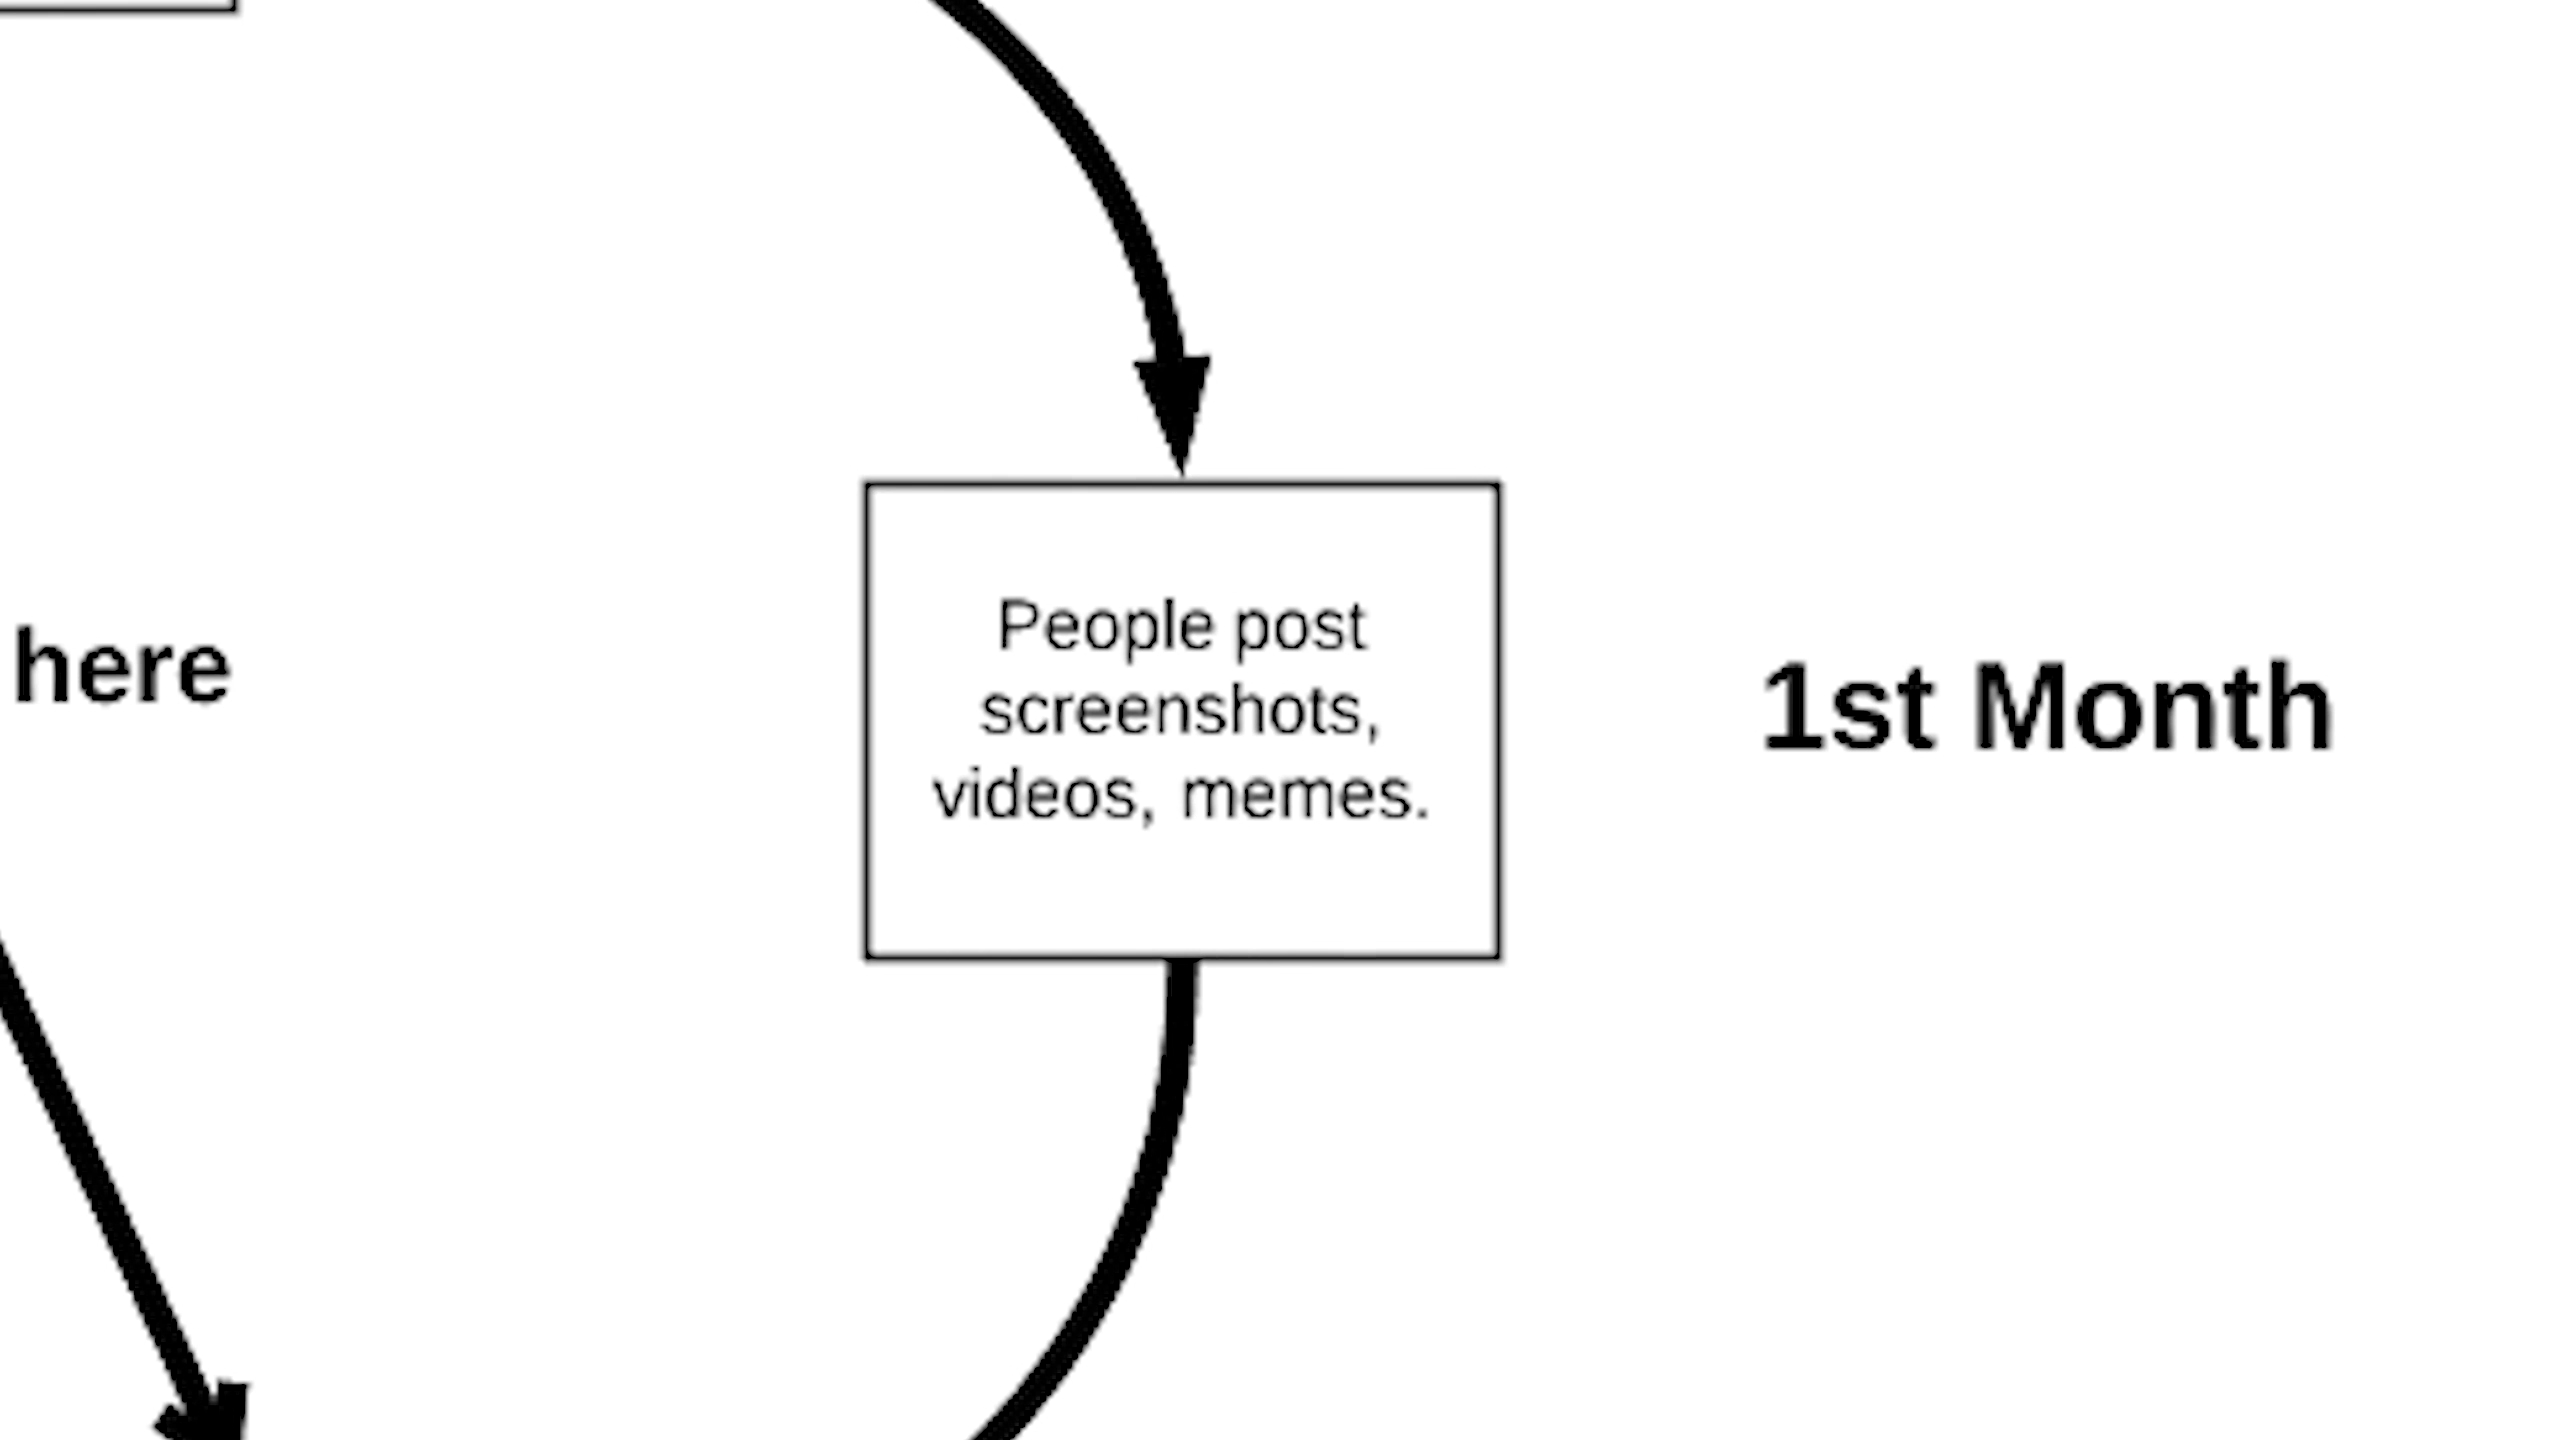 here
People post
screenshots,
videos, memes.
1st Month